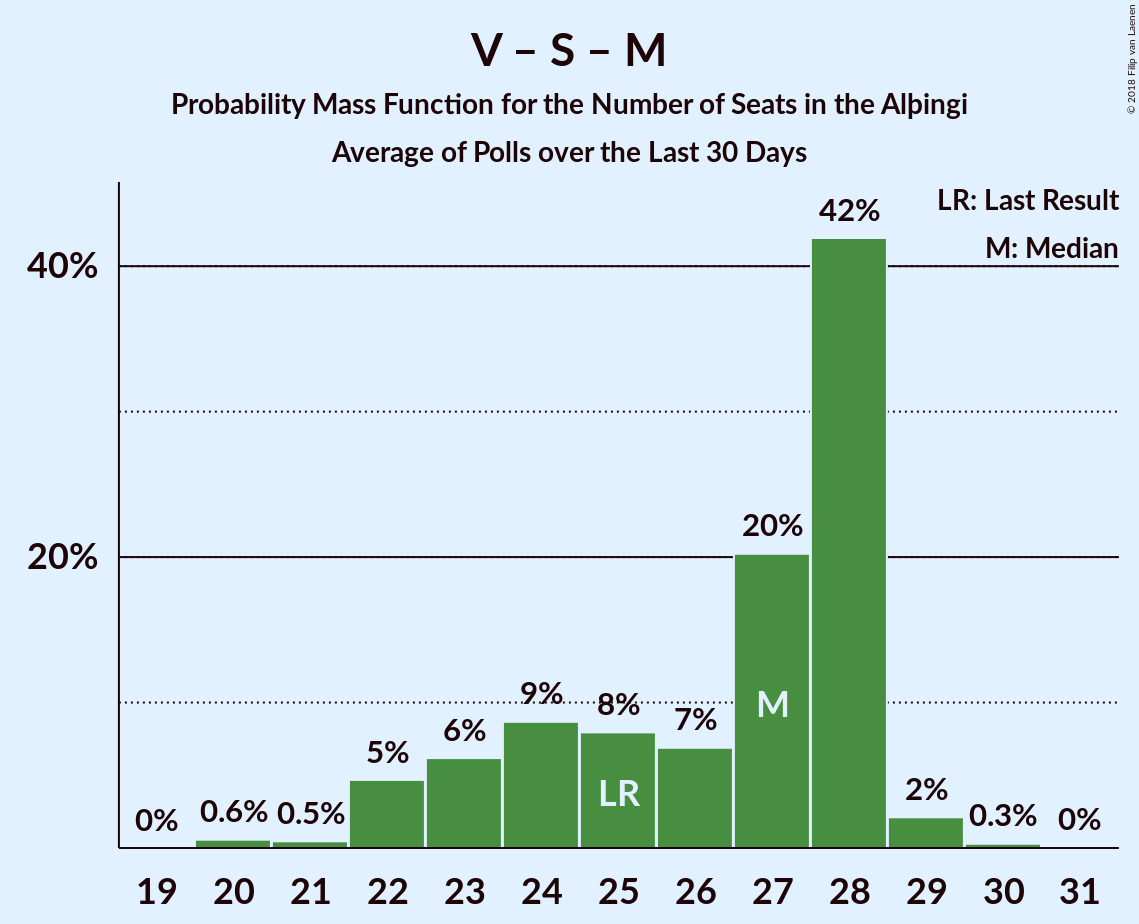 V – S – M
Probability Mass Function for the Number of Seats in the Alþingi
Average of Polls over the Last 30 Days
© 2018 Filip van Laenen
LR: Last Result
M: Median
40%
20%
0%
0.6%
0.5%
5%
6%
9%
8%
7%
20%
42%
2%
0.3%
0%
LR
M
19 20 21 22 23 24 25 26 27 28 29 30 31